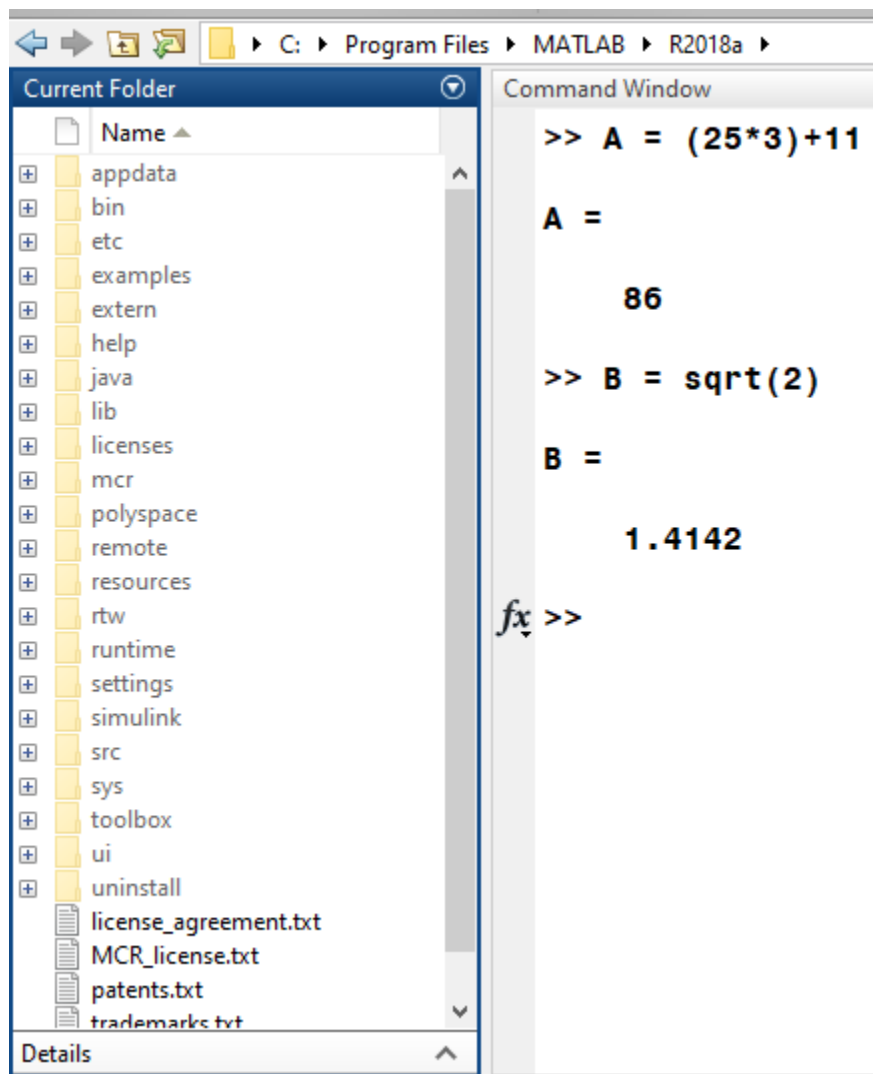 C: Program Files MATLAB R2018a
Current Folder
Name
appdata
bin
etc
examples
extern
help
java
lib
licenses
mcr
polyspace
remote
resources
rtw
runtime
settings
simulink
src
sys
toolbox
ui
uninstall
license_agreement.txt
MCR_license.txt
patents.txt
trademarks.txt
Details
Command Window
>> A = (25*3)+11
A =
86
>> B = sqrt(2)
B =
1.4142
fx >>